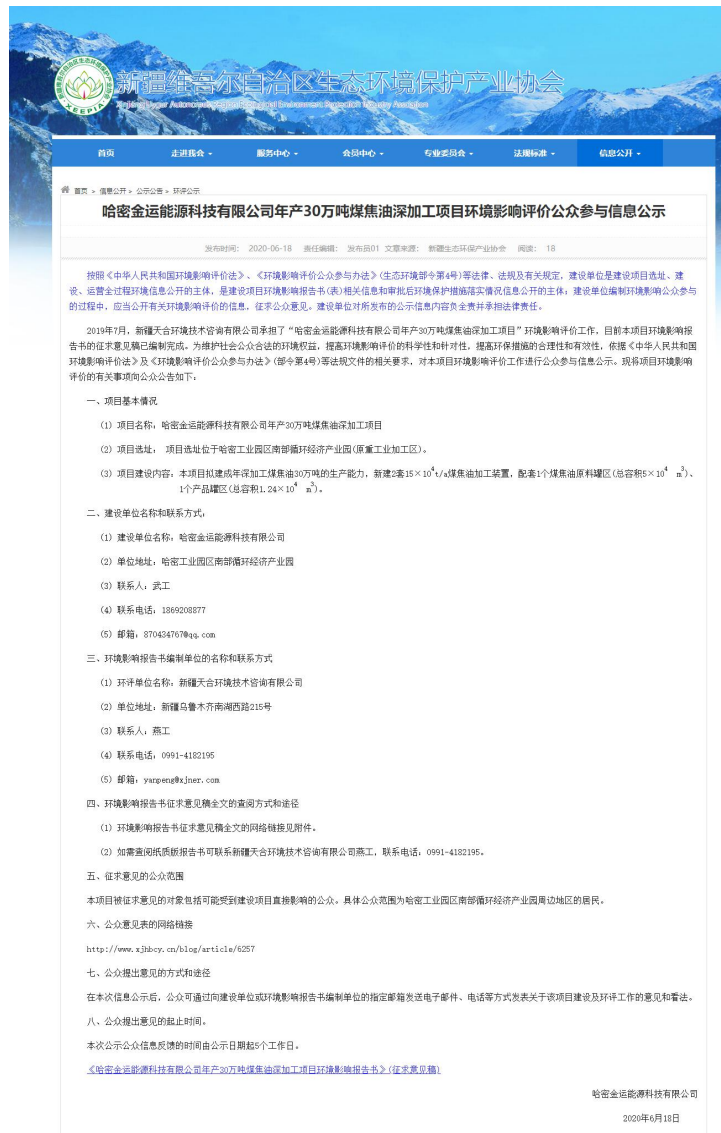 新疆维吾尔自治区生态环境保护产业协会
XEEPIA
首页 走进我会 服务中心 会员中心 专业委员会 法规标准 信息公开
首页 > 信息公开 > 公示公告 > 环评公示
哈密金运能源科技有限公司年产30万吨煤焦油深加工项目环境影响评价公众参与信息公示
发布时间： 2020-06-18 责任编辑： 发布员01 文章来源： 新疆生态环保产业协会 阅读： 18
按照《中华人民共和国环境影响评价法》、《环境影响评价公众参与办法》(生态环境部令第4号)等法律、法规及有关规定，建设单位是建设项目选址、建
设、运营全过程环境信息公开的主体，是建设项目环境影响报告书(表)相关信息和审批后环境保护措施落实情况信息公开的主体；建设单位编制环境影响公众参与
的过程中，应当公开有关环境影响评价的信息，征求公众意见。建设单位对所发布的公示信息内容负全责并承担法律责任。
2019年7月，新疆天合环境技术咨询有限公司承担了“哈密金运能源科技有限公司年产30万吨煤焦油深加工项目”环境影响评价工作，目前本项目环境影响报
告书的征求意见稿已编制完成。为维护社会公众合法的环境权益，提高环境影响评价的科学性和针对性，提高环保措施的合理性和有效性，依据《中华人民共和国
环境影响评价法》及《环境影响评价公众参与办法》(部令第4号)等法规文件的相关要求，对本项目环境影响评价工作进行公众参与信息公示。现将项目环境影响
评价的有关事项向公众公告如下：
一、项目基本情况
(1) 项目名称：哈密金运能源科技有限公司年产30万吨煤焦油深加工项目
(2) 项目选址： 项目选址位于哈密工业园区南部循环经济产业园(原重工业加工区)。
(3) 项目建设内容：本项目拟建成年深加工煤焦油30万吨的生产能力，新建2套15×10⁴t/a煤焦油加工装置，配套1个煤焦油原料罐区(总容积5×10⁴ m³)、
1个产品罐区(总容积1.24×10⁴ m³)。
二、建设单位名称和联系方式：
(1) 建设单位名称：哈密金运能源科技有限公司
(2) 单位地址：哈密工业园区南部循环经济产业园
(3) 联系人：武工
(4) 联系电话：1869208877
(5) 邮箱：870434767@qq.com
三、环境影响报告书编制单位的名称和联系方式
(1) 环评单位名称：新疆天合环境技术咨询有限公司
(2) 单位地址：新疆乌鲁木齐南湖西路215号
(3) 联系人：燕工
(4) 联系电话：0991-4182195
(5) 邮箱：yanpeng@xjner.com
四、环境影响报告书征求意见稿全文的查阅方式和途径
(1) 环境影响报告书征求意见稿全文的网络链接见附件。
(2) 如需查阅纸质版报告书可联系新疆天合环境技术咨询有限公司燕工，联系电话：0991-4182195。
五、征求意见的公众范围
本项目被征求意见的对象包括可能受到建设项目直接影响的公众。具体公众范围为哈密工业园区南部循环经济产业园周边地区的居民。
六、公众意见表的网络链接
http://www.xjhbcy.cn/blog/article/6257
七、公众提出意见的方式和途径
在本次信息公示后，公众可通过向建设单位或环境影响报告书编制单位的指定邮箱发送电子邮件、电话等方式发表关于该项目建设及环评工作的意见和看法。
八、公众提出意见的起止时间。
本次公示公众信息反馈的时间由公示日期起5个工作日。
《哈密金运能源科技有限公司年产30万吨煤焦油深加工项目环境影响报告书》(征求意见稿)
哈密金运能源科技有限公司
2020年6月18日